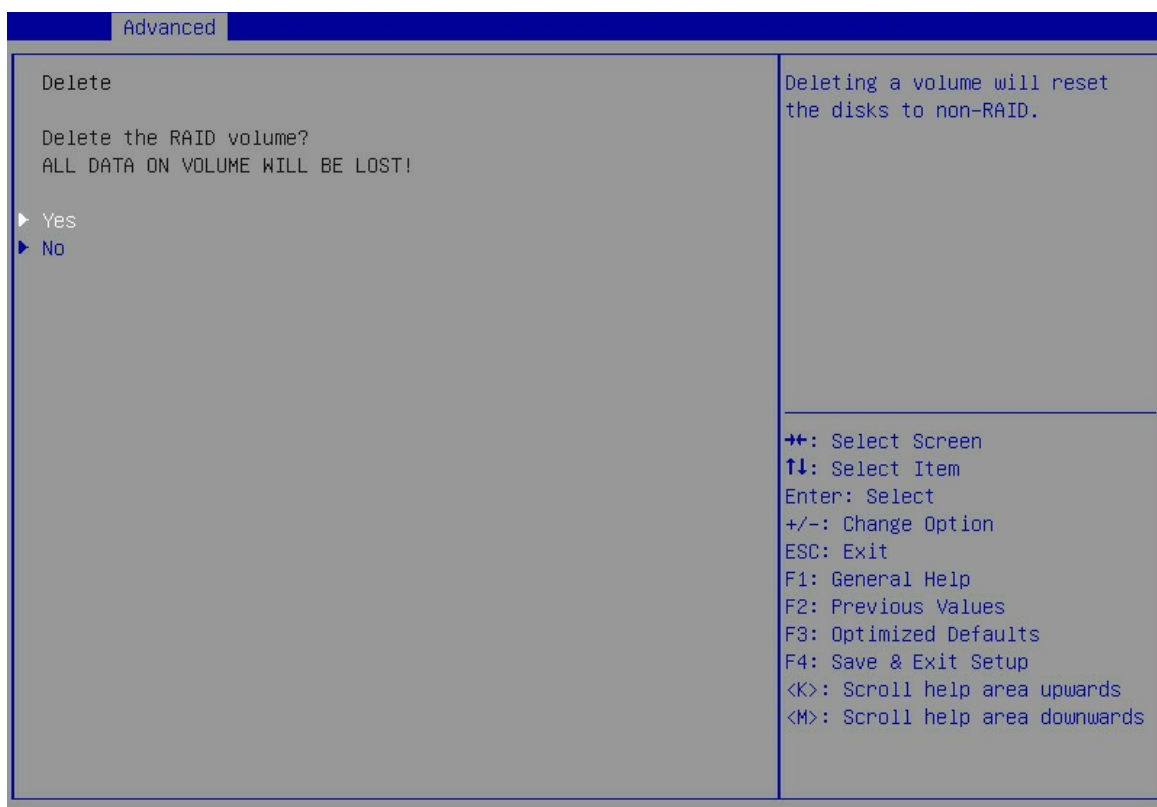 Advanced
Delete
Delete the RAID volume?
ALL DATA ON VOLUME WILL BE LOST!
Yes
No
Deleting a volume will reset
the disks to non-RAID.
→←: Select Screen
↑↓: Select Item
Enter: Select
+/-: Change Option
ESC: Exit
F1: General Help
F2: Previous Values
F3: Optimized Defaults
F4: Save & Exit Setup
<K>: Scroll help area upwards
<M>: Scroll help area downwards